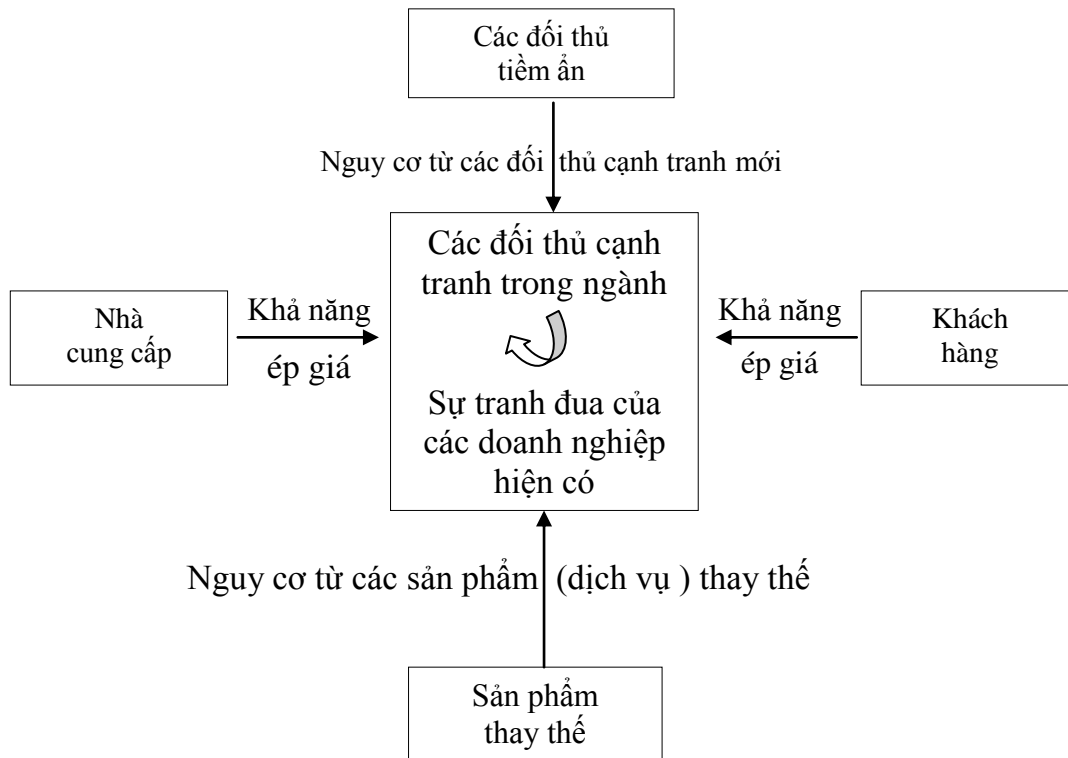 Các đối thủ
tiềm ẩn
Nguy cơ từ các đối thủ cạnh tranh mới
Các đối thủ cạnh
tranh trong ngành
Nhà
cung cấp
Khả năng
ép giá
Khả năng
ép giá
Khách
hàng
Sự tranh đua của
các doanh nghiệp
hiện có
Nguy cơ từ các sản phẩm (dịch vụ ) thay thế
Sản phẩm
thay thế